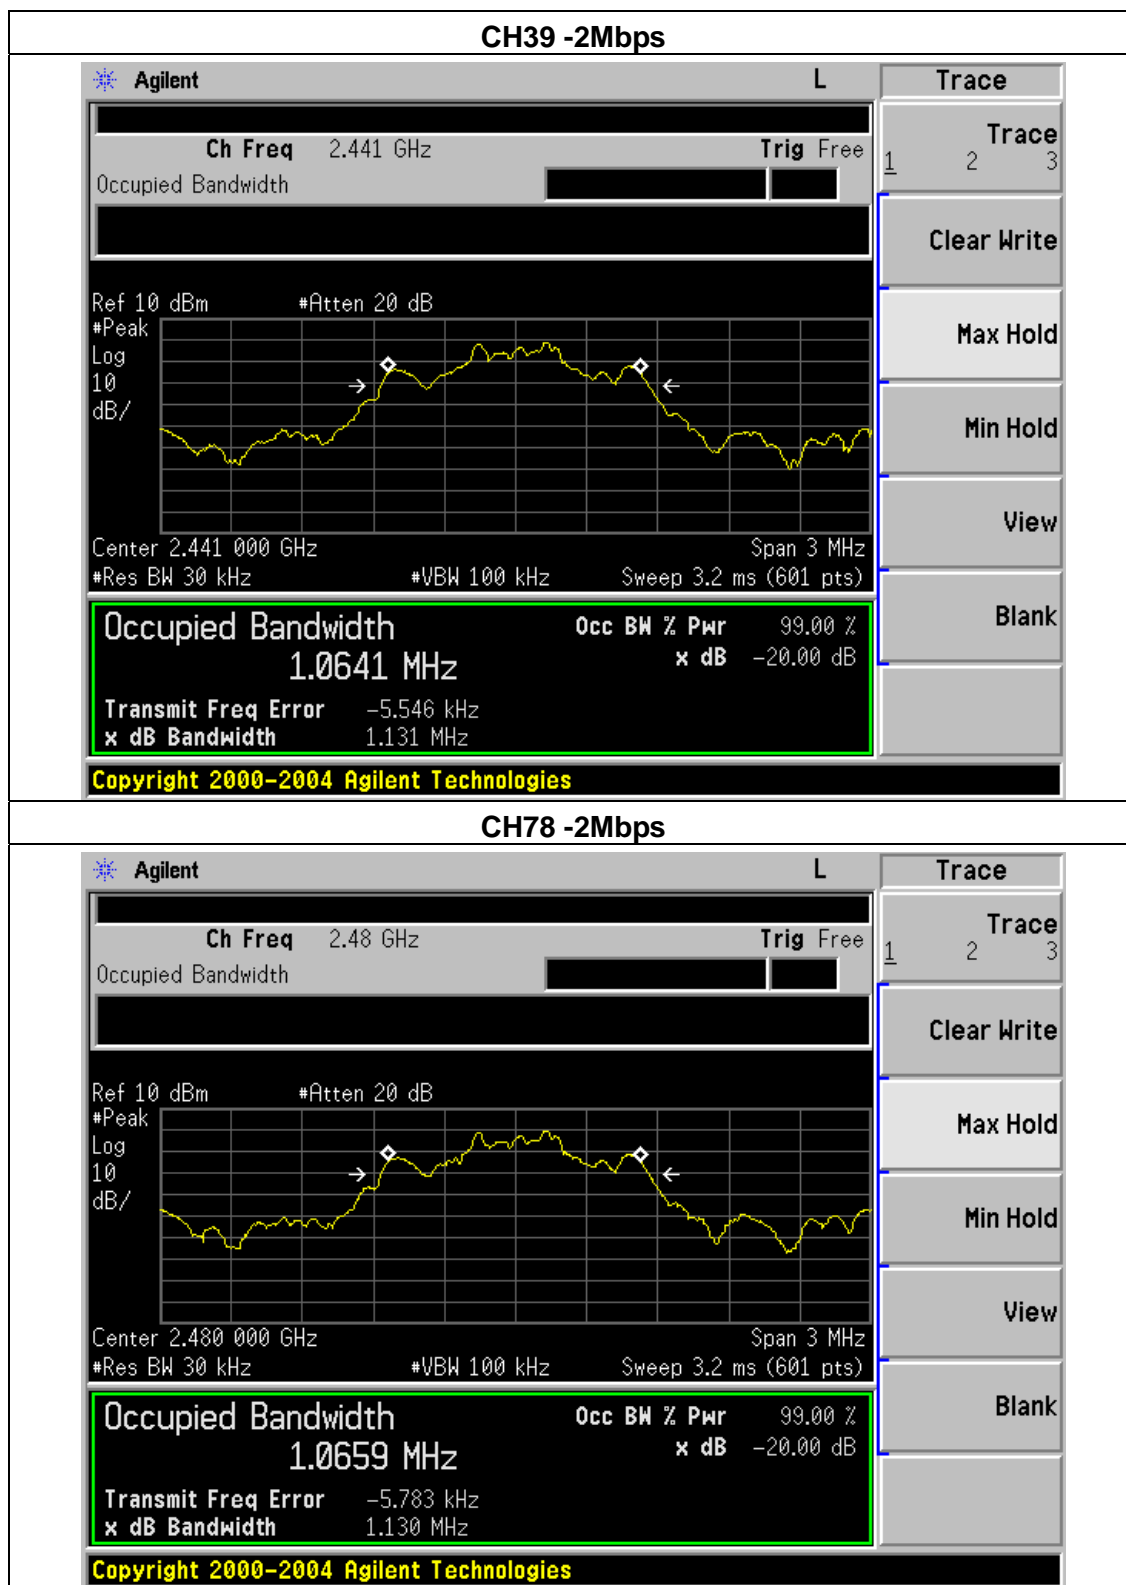 CH39 -2Mbps
Agilent L Trace
Ch Freq 2.441 GHz Trig Free
Trace
1 2 3
Occupied Bandwidth
Clear Write
Ref 10 dBm #Atten 20 dB
#Peak
Log
10
dB/
Max Hold
Min Hold
View
Center 2.441 000 GHz Span 3 MHz
#Res BW 30 kHz #VBW 100 kHz Sweep 3.2 ms (601 pts)
Blank
Occupied Bandwidth Occ BW % Pwr 99.00 %
1.0641 MHz x dB -20.00 dB
Transmit Freq Error -5.546 kHz
x dB Bandwidth 1.131 MHz
Copyright 2000-2004 Agilent Technologies
CH78 -2Mbps
Agilent L Trace
Ch Freq 2.48 GHz Trig Free
Trace
1 2 3
Occupied Bandwidth
Clear Write
Ref 10 dBm #Atten 20 dB
#Peak
Log
10
dB/
Max Hold
Min Hold
View
Center 2.480 000 GHz Span 3 MHz
#Res BW 30 kHz #VBW 100 kHz Sweep 3.2 ms (601 pts)
Blank
Occupied Bandwidth Occ BW % Pwr 99.00 %
1.0659 MHz x dB -20.00 dB
Transmit Freq Error -5.783 kHz
x dB Bandwidth 1.130 MHz
Copyright 2000-2004 Agilent Technologies